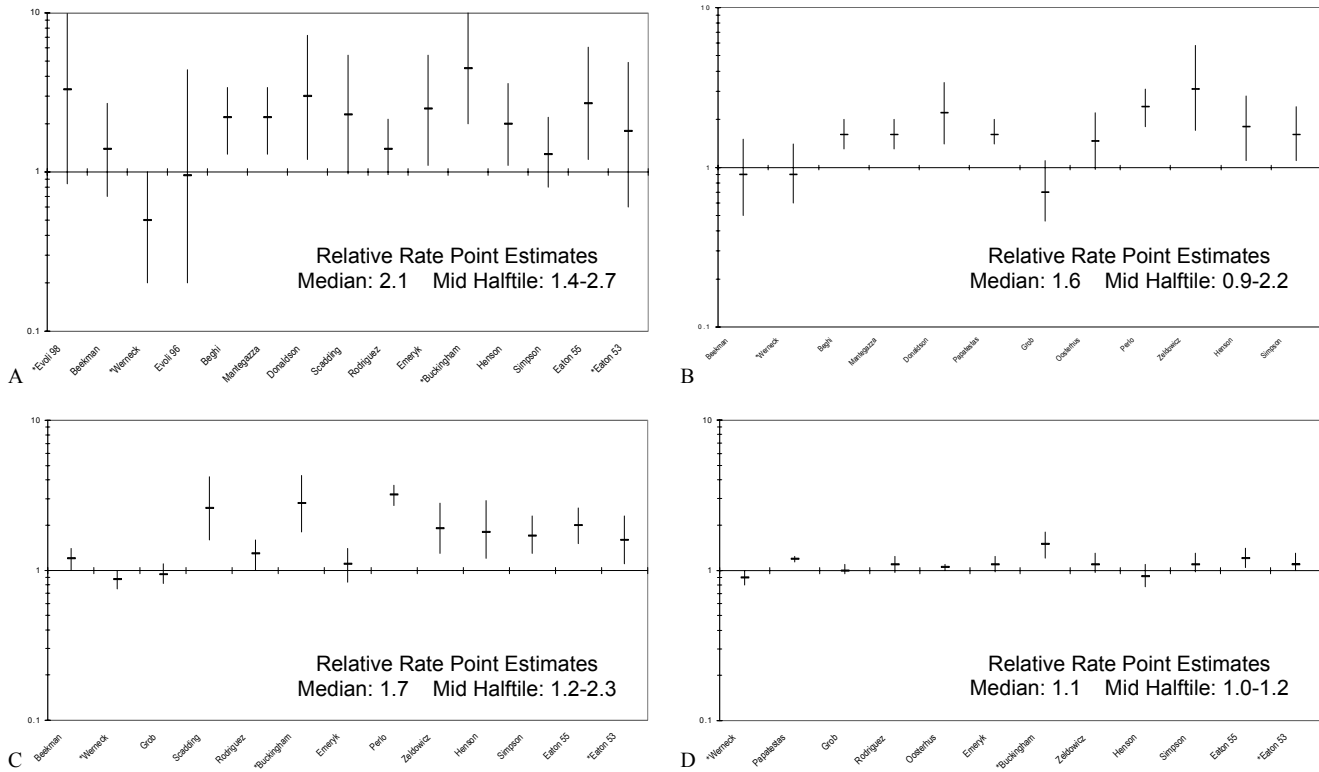 10
1
0.1
Relative Rate Point Estimates
Median: 2.1 Mid Halftile: 1.4-2.7
*Evoli 98
Beekman
*Werneck
Evoli 96
Beghi
Mantegazza
Donaldson
Scadding
Rodriguez
Emeryk
*Buckingham
Henson
Simpson
Eaton 55
*Eaton 53
A
10
1
0.1
Relative Rate Point Estimates
Median: 1.6 Mid Halftile: 0.9-2.2
Beekman
*Werneck
Beghi
Mantegazza
Donaldson
Papatestas
Grob
Oosterhus
Perlo
Zeldowicz
Henson
Simpson
B
10
1
0.1
Relative Rate Point Estimates
Median: 1.7 Mid Halftile: 1.2-2.3
Beekman
*Werneck
Grob
Scadding
Rodriguez
*Buckingham
Emeryk
Perlo
Zeldowicz
Henson
Simpson
Eaton 55
*Eaton 53
C
10
1
0.1
Relative Rate Point Estimates
Median: 1.1 Mid Halftile: 1.0-1.2
*Werneck
Papatestas
Grob
Rodriguez
Oosterhus
Emeryk
*Buckingham
Zeldowicz
Henson
Simpson
Eaton 55
*Eaton 53
D